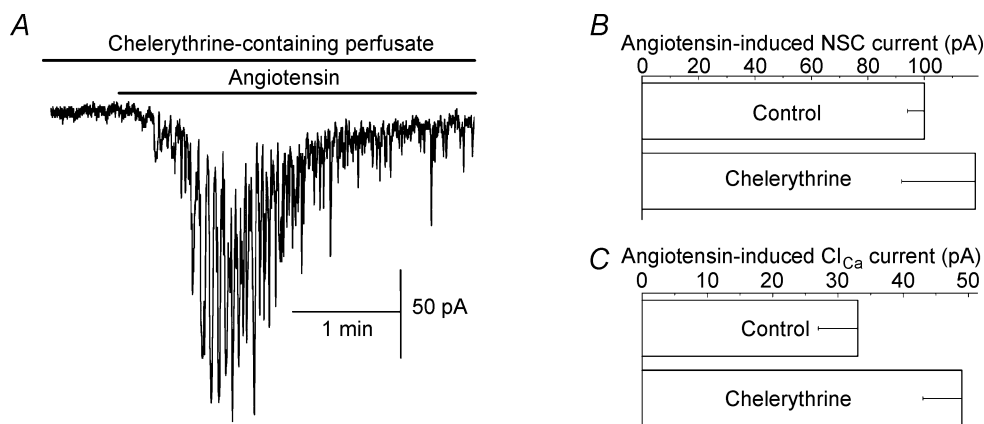 A
Chelerythrine-containing perfusate
Angiotensin
50 pA
1 min
B
Angiotensin-induced NSC current (pA)
0 20 40 60 80 100
Control
Chelerythrine
C
Angiotensin-induced ClCa current (pA)
0 10 20 30 40 50
Control
Chelerythrine